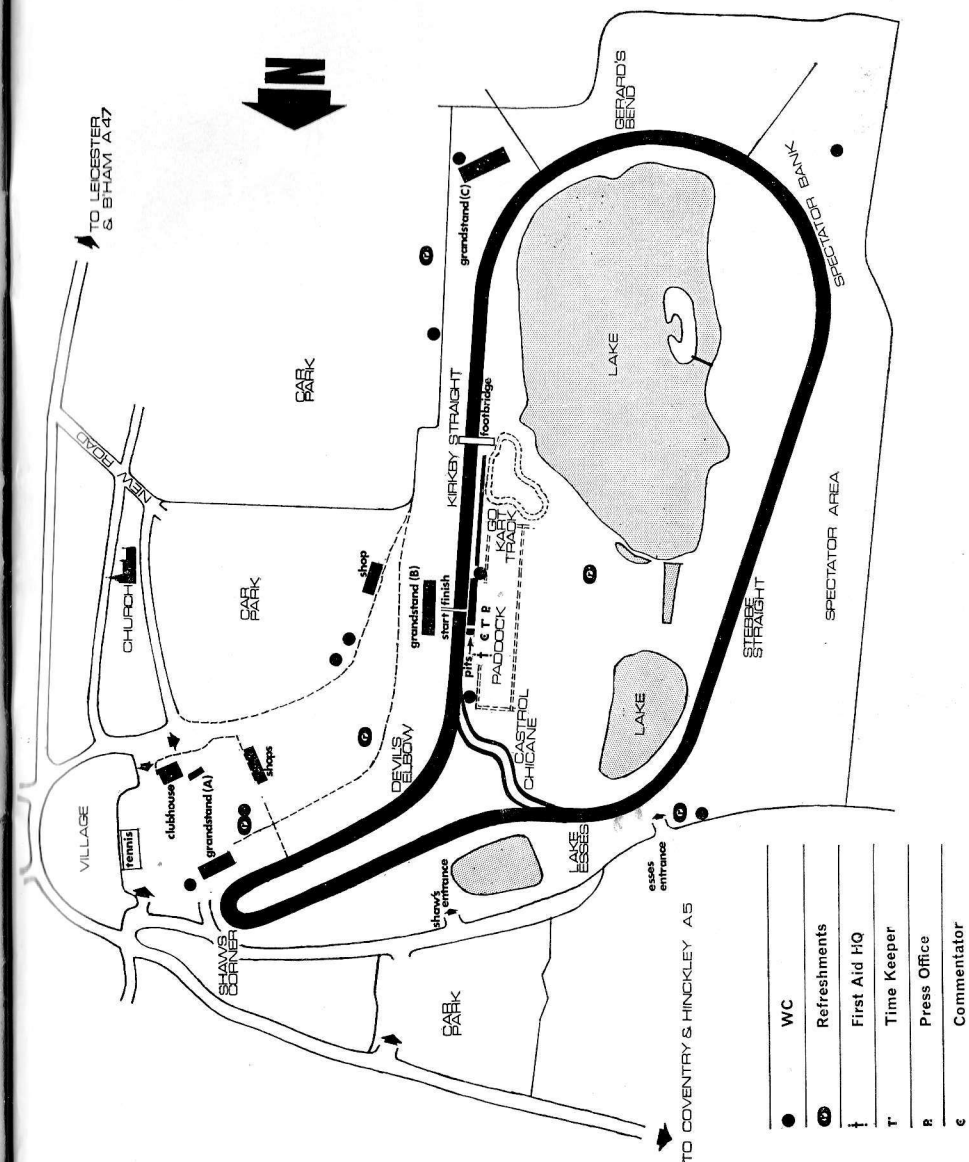 N
TO LEICESTER
& B'HAM A47
NEW ROAD
CHURCH
VILLAGE
tennis
clubhouse
grandstand (A)
shops
SHAWS
CORNER
CAR
PARK
shop
CAR
PARK
grandstand (B)
start
finish
KIRKBY STRAIGHT
footbridge
grandstand (C)
GERARD'S
BEND
SPECTATOR BANK
LAKE
GO
KART
TRACK
pits
† C T P.
PADDOCK
DEVIL'S
ELBOW
CASTROL
CHICANE
LAKE
STEBBE
STRAIGHT
SPECTATOR AREA
LAKE
ESSES
esses
entrance
shaw's
entrance
CAR
PARK
TO COVENTRY & HINCKLEY A5
WC
Refreshments
† First Aid HQ
T Time Keeper
P. Press Office
C Commentator